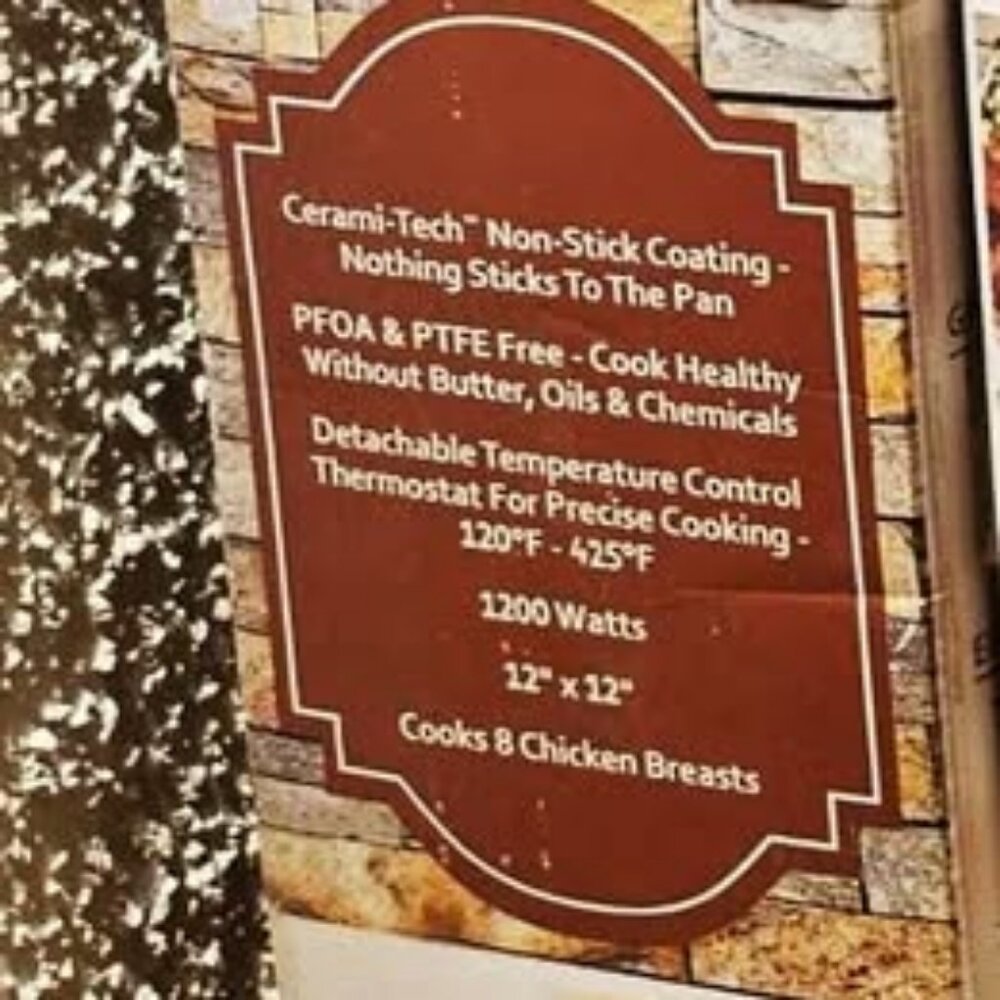 Cerami-Tech™ Non-Stick Coating -
Nothing Sticks To The Pan
PFOA & PTFE Free - Cook Healthy
Without Butter, Oils & Chemicals
Detachable Temperature Control
Thermostat For Precise Cooking -
120°F - 425°F
1200 Watts
12" x 12"
Cooks 8 Chicken Breasts